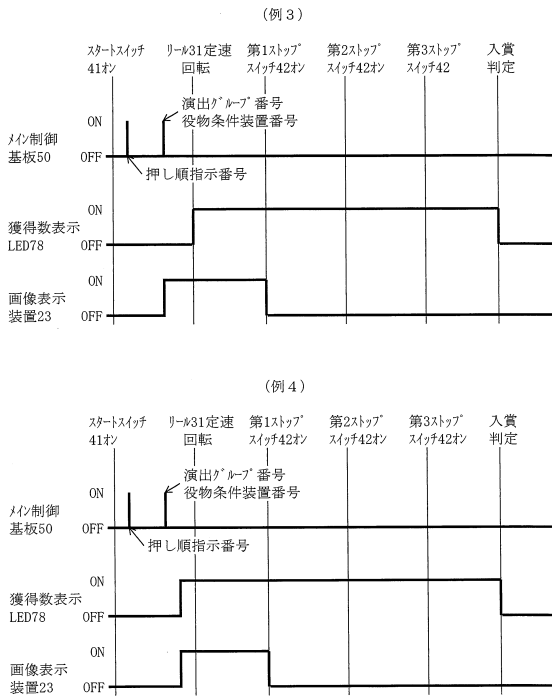 (例３)
スタートスイッチ リール31定速 第1ストップ 第2ストップ 第3ストップ 入賞
41オン 回転 スイッチ42オン スイッチ42オン スイッチ42 判定
演出グループ番号
ON 役物条件装置番号
メイン制御
基板50 OFF
押し順指示番号
ON
獲得数表示
LED78 OFF
ON
画像表示
装置23 OFF
(例４)
スタートスイッチ リール31定速 第1ストップ 第2ストップ 第3ストップ 入賞
41オン 回転 スイッチ42オン スイッチ42オン スイッチ42オン 判定
演出グループ番号
ON 役物条件装置番号
メイン制御
基板50 OFF
押し順指示番号
ON
獲得数表示
LED78 OFF
ON
画像表示
装置23 OFF